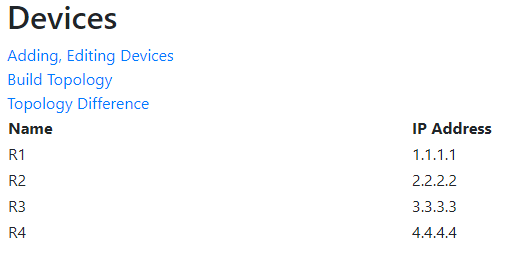 Devices
Adding, Editing Devices
Build Topology
Topology Difference
Name IP Address
R1 1.1.1.1
R2 2.2.2.2
R3 3.3.3.3
R4 4.4.4.4